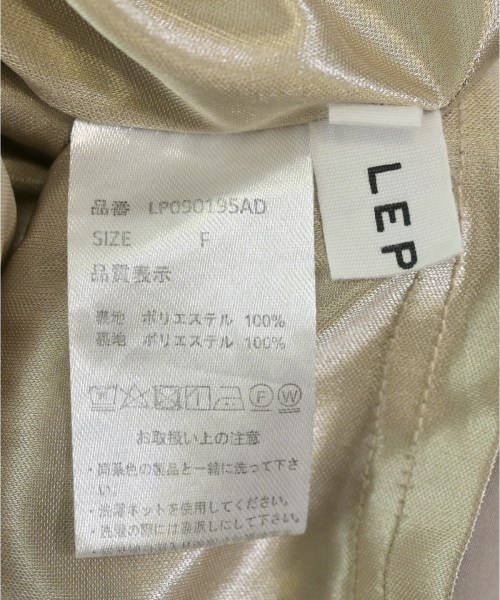 品番 LP090195AD
SIZE F
品質表示
表地 ポリエステル 100%
裏地 ポリエステル 100%
F W
お取扱い上の注意
・同系色の製品と一緒に洗って下さ
い。
・洗濯ネットを使用してください。
・洗濯の際には裏返しにして下さい。
LEP